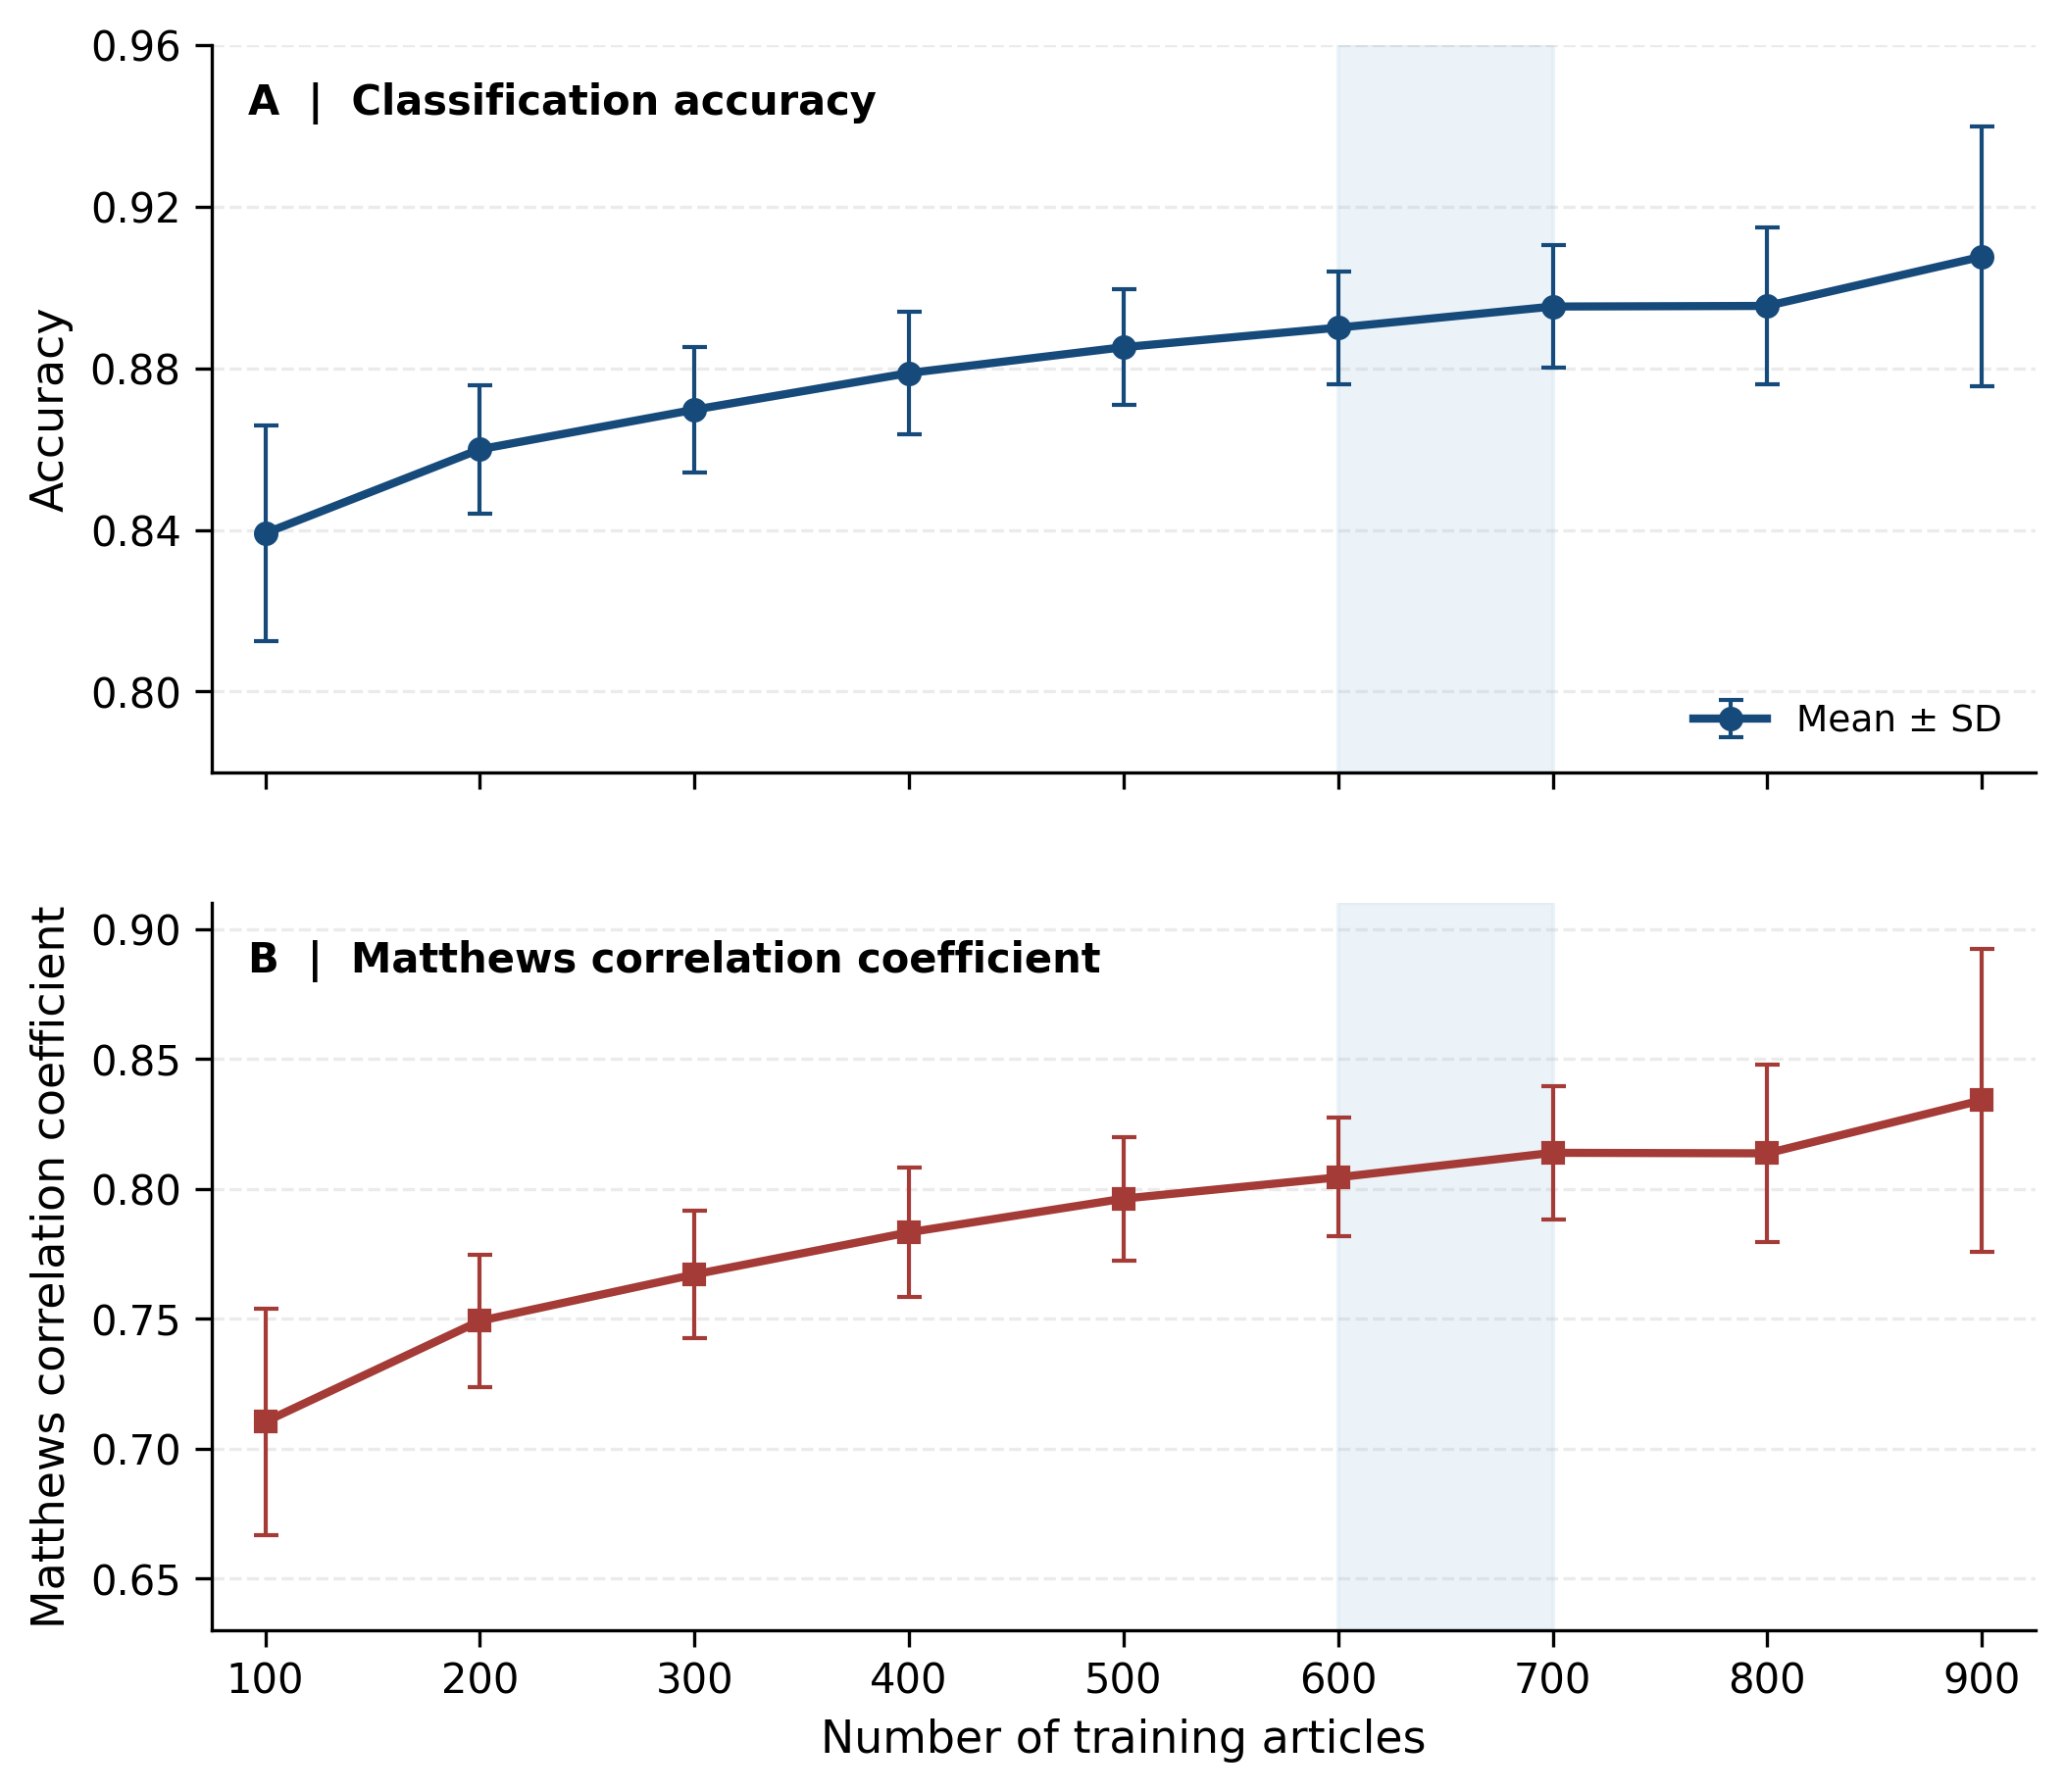 0.96
A | Classification accuracy
0.92
0.88
0.84
0.80
Accuracy
Mean ± SD
0.90
B | Matthews correlation coefficient
0.85
0.80
0.75
0.70
0.65
Matthews correlation coefficient
100 200 300 400 500 600 700 800 900
Number of training articles